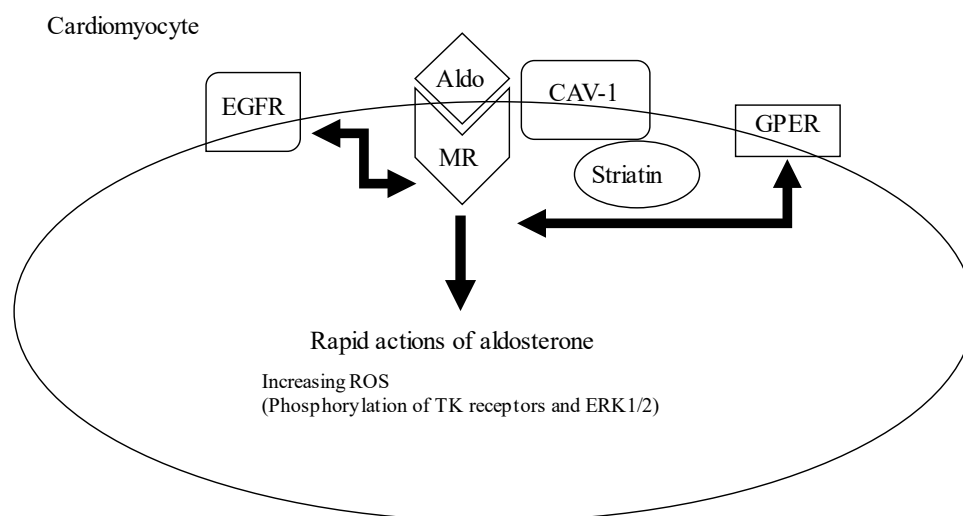 Cardiomyocyte
Aldo
CAV-1
EGFR
GPER
MR
Striatin
Rapid actions of aldosterone
Increasing ROS
(Phosphorylation of TK receptors and ERK1/2)